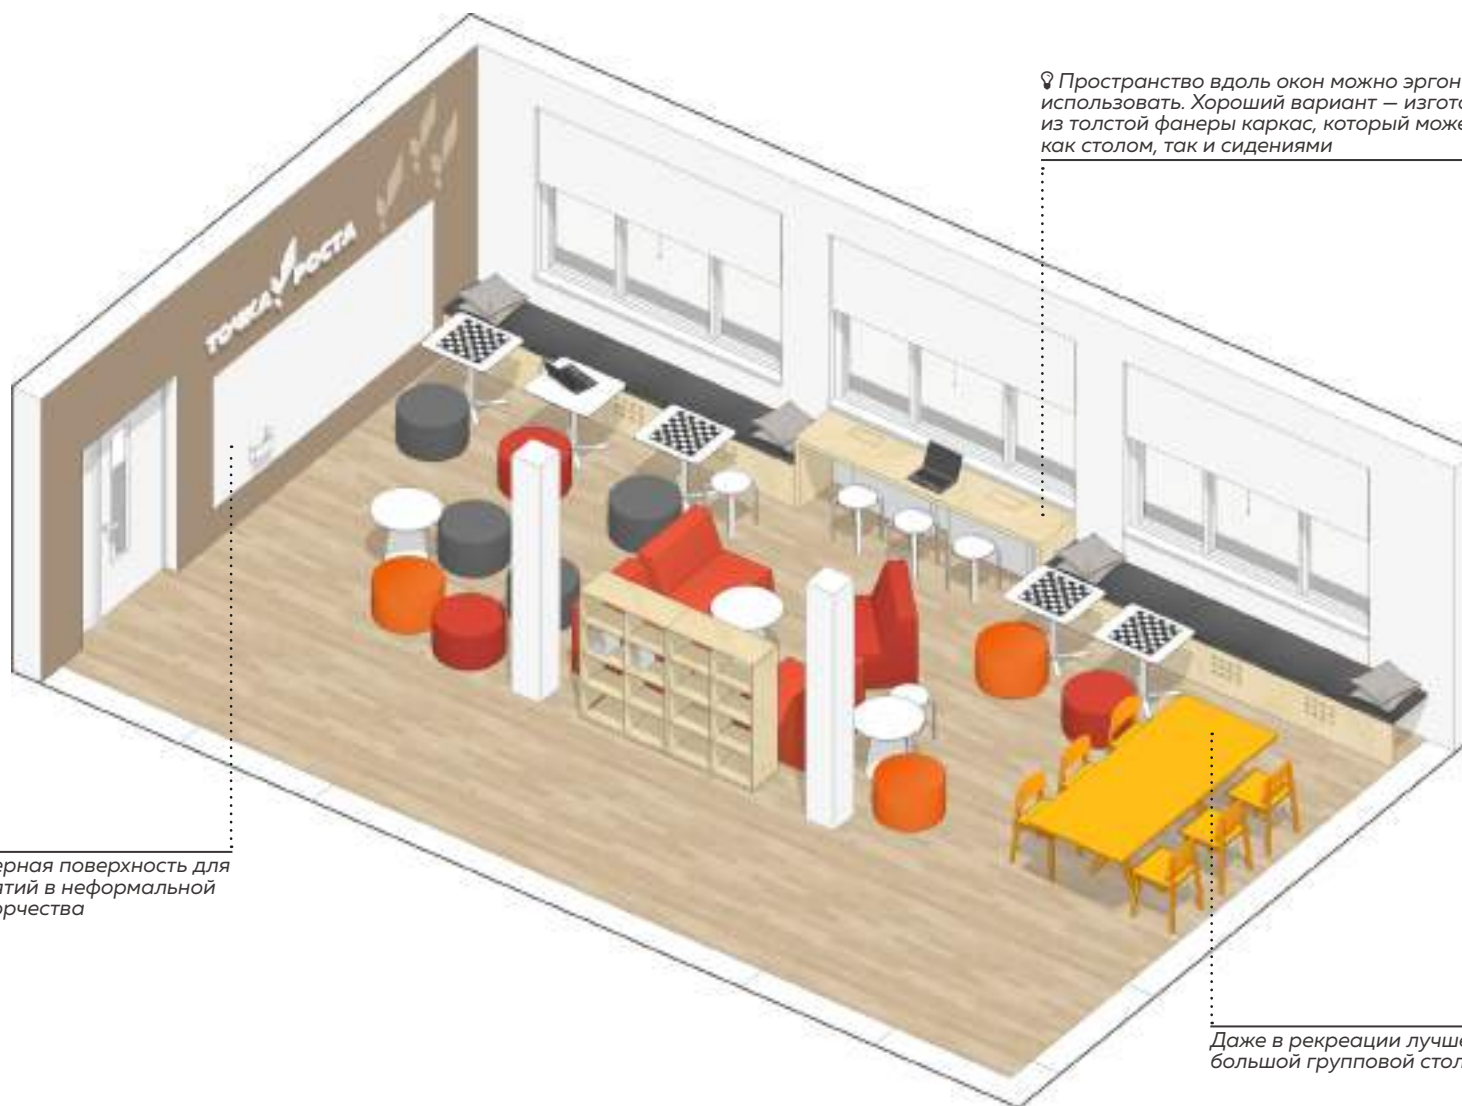 Пространство вдоль окон можно эргон
использовать. Хороший вариант — изгото
из толстой фанеры каркас, который може
как столом, так и сидениями
ТОЧКА РОСТА
ерная поверхность для
ятий в неформальной
орчества
Даже в рекреации лучше
большой групповой стол